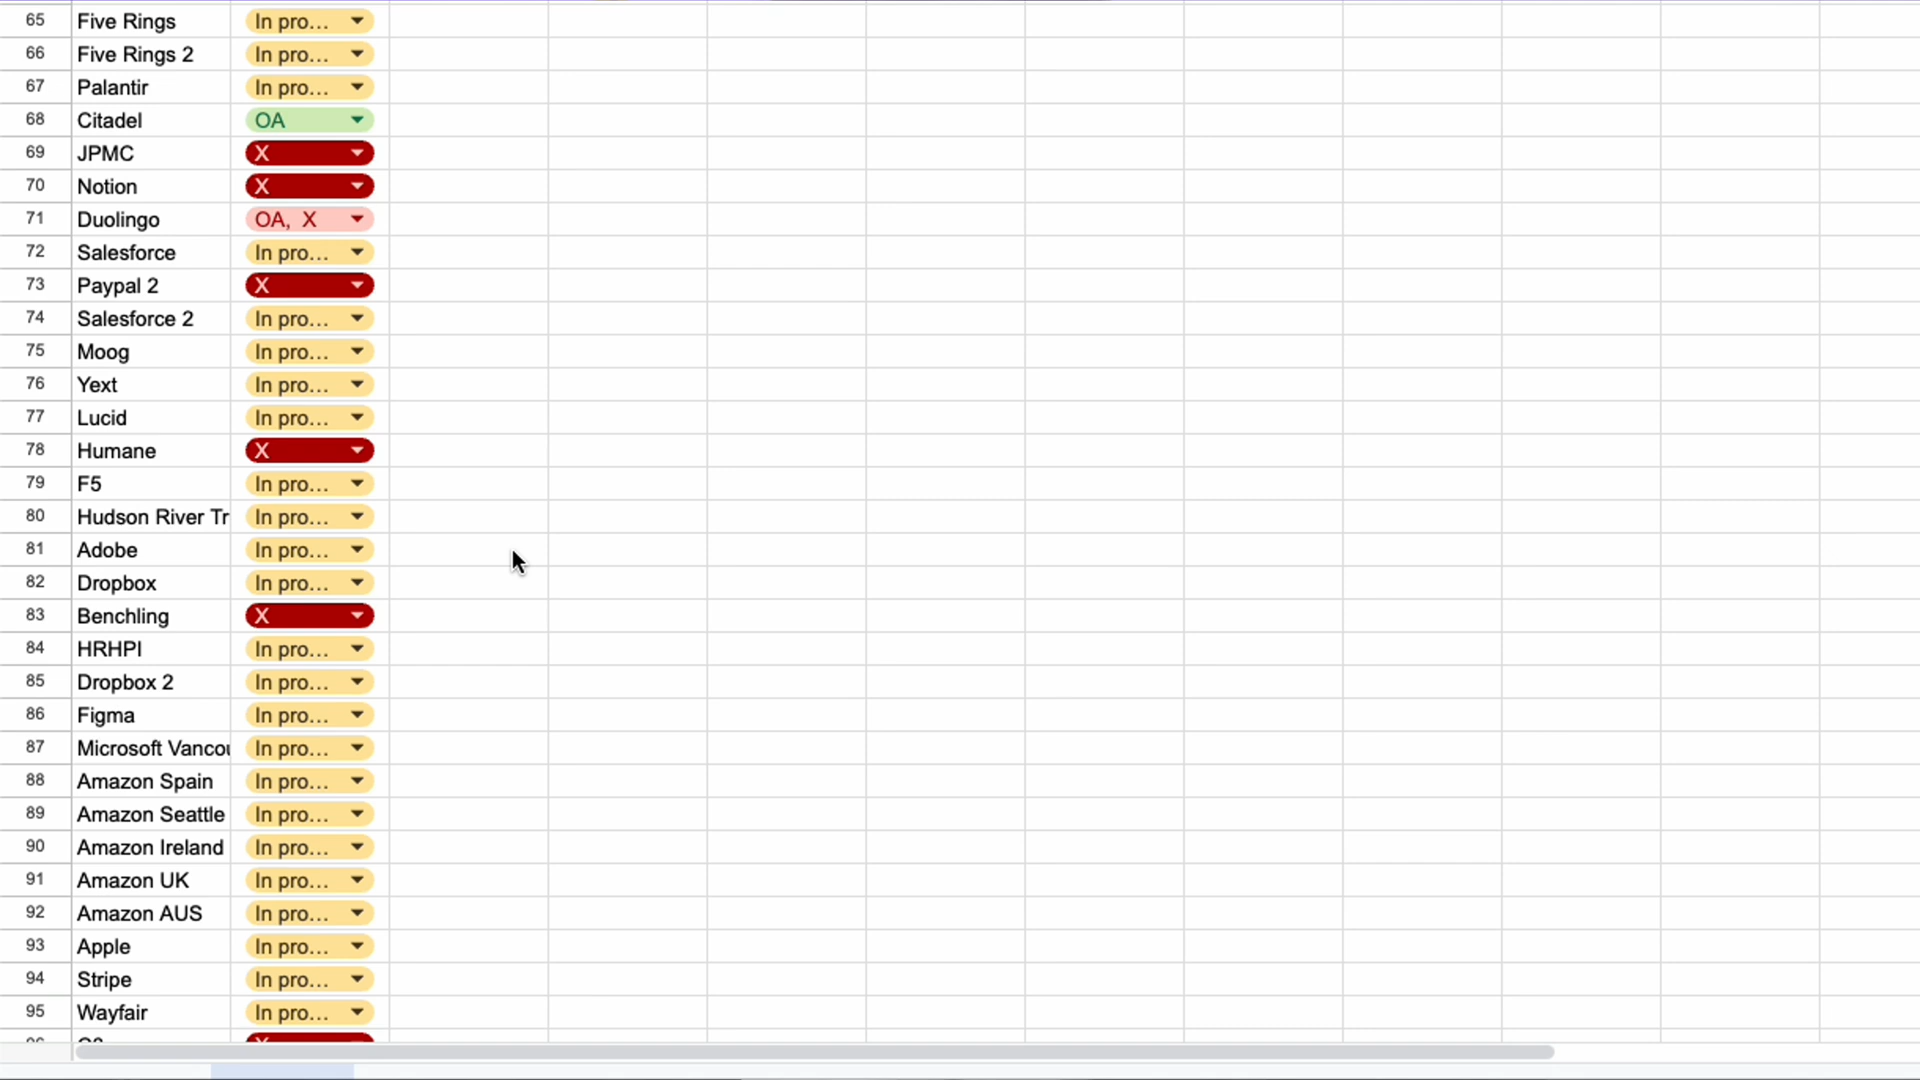 65 Five Rings In pro...
66 Five Rings 2 In pro...
67 Palantir In pro...
68 Citadel OA
69 JPMC X
70 Notion X
71 Duolingo OA, X
72 Salesforce In pro...
73 Paypal 2 X
74 Salesforce 2 In pro...
75 Moog In pro...
76 Yext In pro...
77 Lucid In pro...
78 Humane X
79 F5 In pro...
80 Hudson River Tr In pro...
81 Adobe In pro...
82 Dropbox In pro...
83 Benchling X
84 HRHPI In pro...
85 Dropbox 2 In pro...
86 Figma In pro...
87 Microsoft Vancou In pro...
88 Amazon Spain In pro...
89 Amazon Seattle In pro...
90 Amazon Ireland In pro...
91 Amazon UK In pro...
92 Amazon AUS In pro...
93 Apple In pro...
94 Stripe In pro...
95 Wayfair In pro...